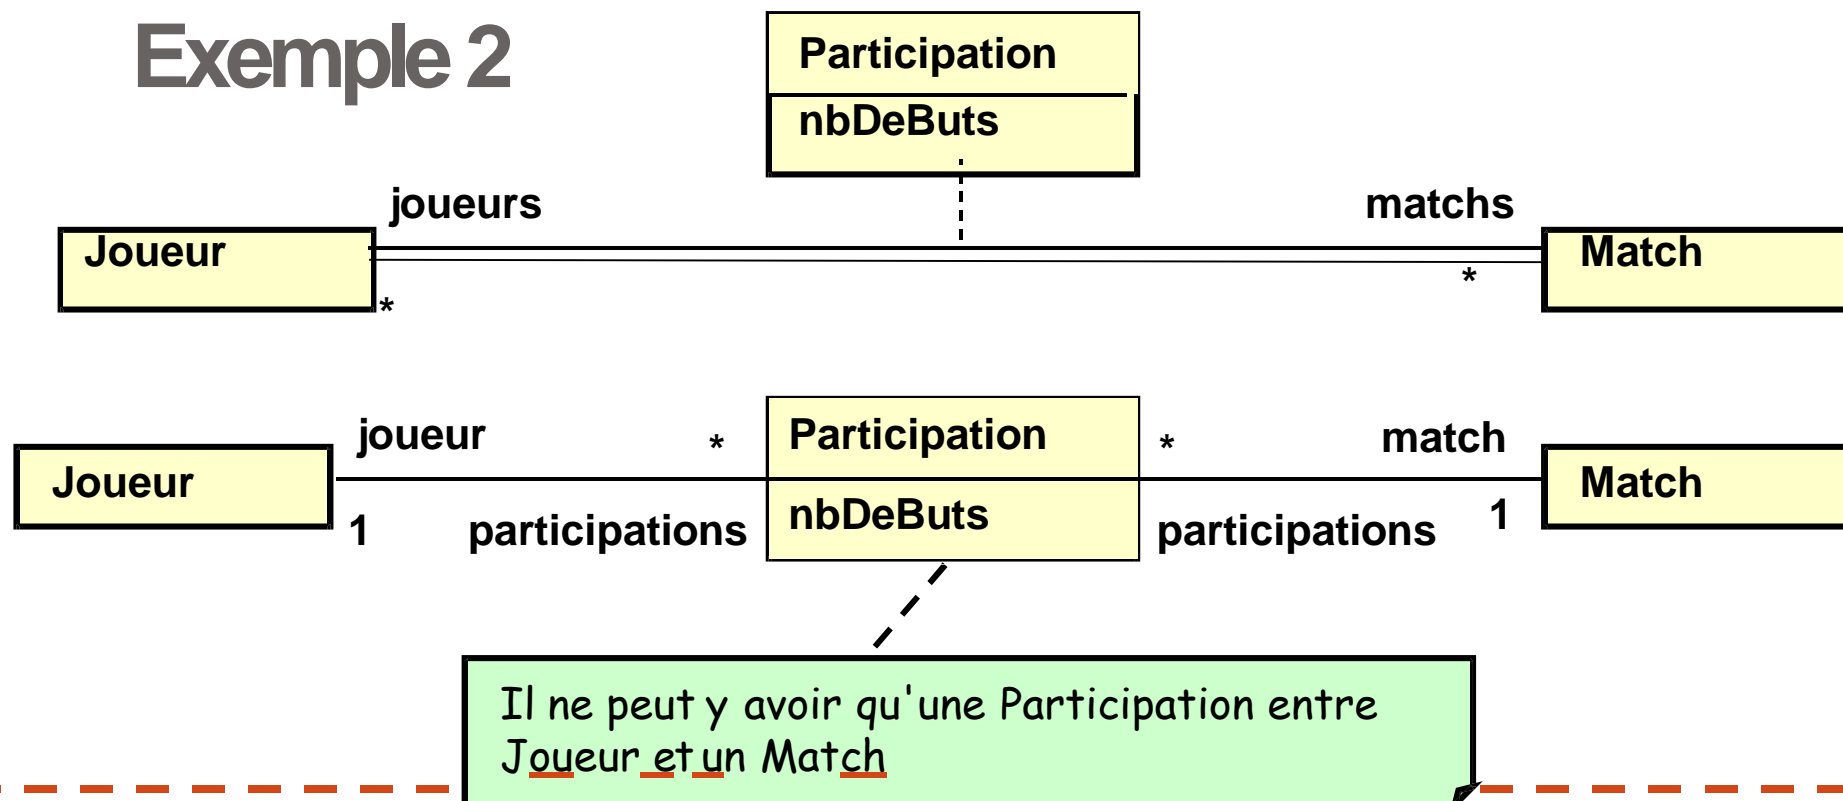 Exemple 2
Participation
nbDeButs
joueurs
matchs
Joueur
Match
*
*
joueur
*
Participation
*
match
Joueur
Match
1
participations
nbDeButs
participations
1
Il ne peut y avoir qu'une Participation entre
Joueur et un Match